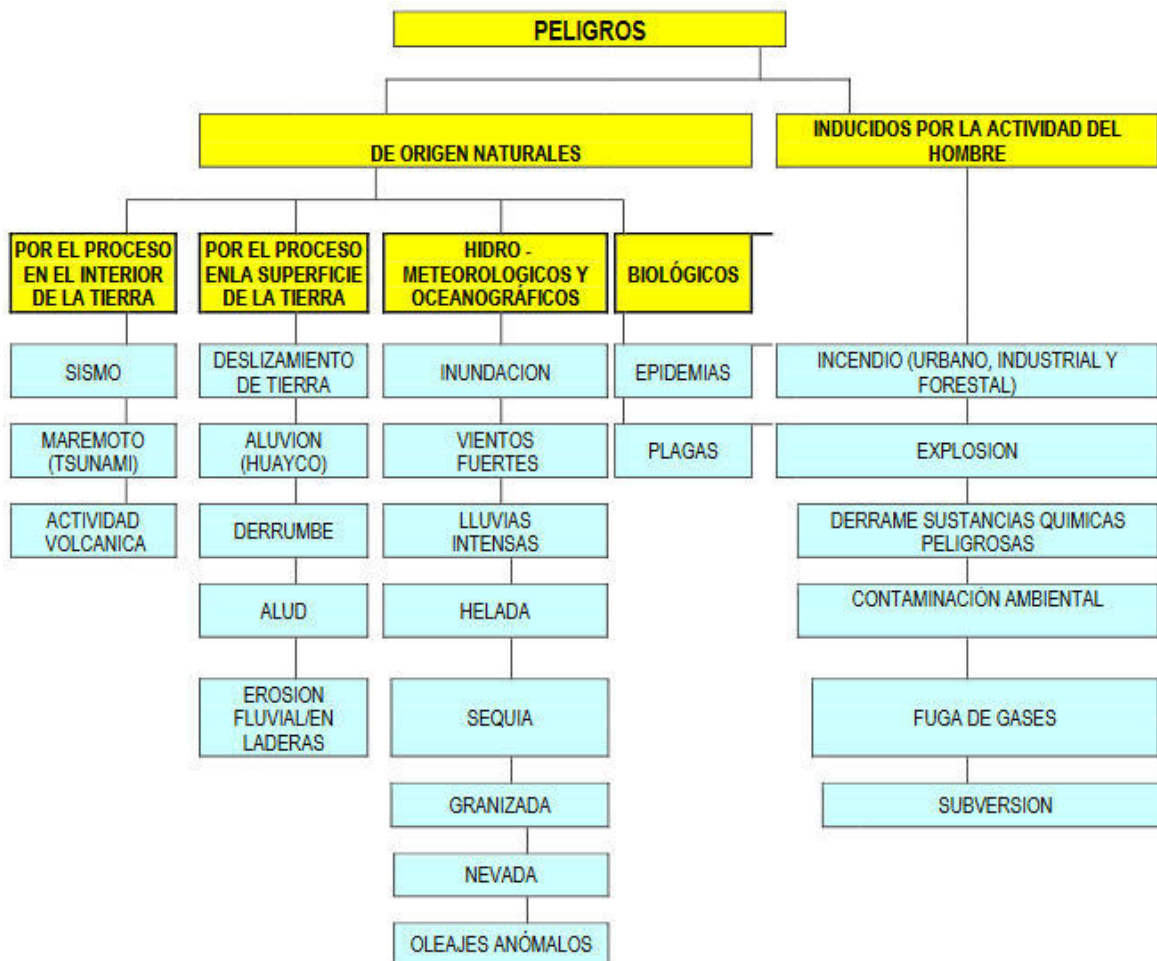 PELIGROS
DE ORIGEN NATURALES
INDUCIDOS POR LA ACTIVIDAD DEL
HOMBRE
POR EL PROCESO
EN EL INTERIOR
DE LA TIERRA
POR EL PROCESO
ENLA SUPERFICIE
DE LA TIERRA
HIDRO -
METEOROLOGICOS Y
OCEANOGRÁFICOS
BIOLÓGICOS
SISMO
MAREMOTO
(TSUNAMI)
ACTIVIDAD
VOLCANICA
DESLIZAMIENTO
DE TIERRA
ALUVION
(HUAYCO)
DERRUMBE
ALUD
EROSION
FLUVIAL/EN
LADERAS
INUNDACION
VIENTOS
FUERTES
LLUVIAS
INTENSAS
HELADA
SEQUIA
GRANIZADA
NEVADA
OLEAJES ANÓMALOS
EPIDEMIAS
PLAGAS
INCENDIO (URBANO, INDUSTRIAL Y
FORESTAL)
EXPLOSION
DERRAME SUSTANCIAS QUIMICAS
PELIGROSAS
CONTAMINACIÓN AMBIENTAL
FUGA DE GASES
SUBVERSION